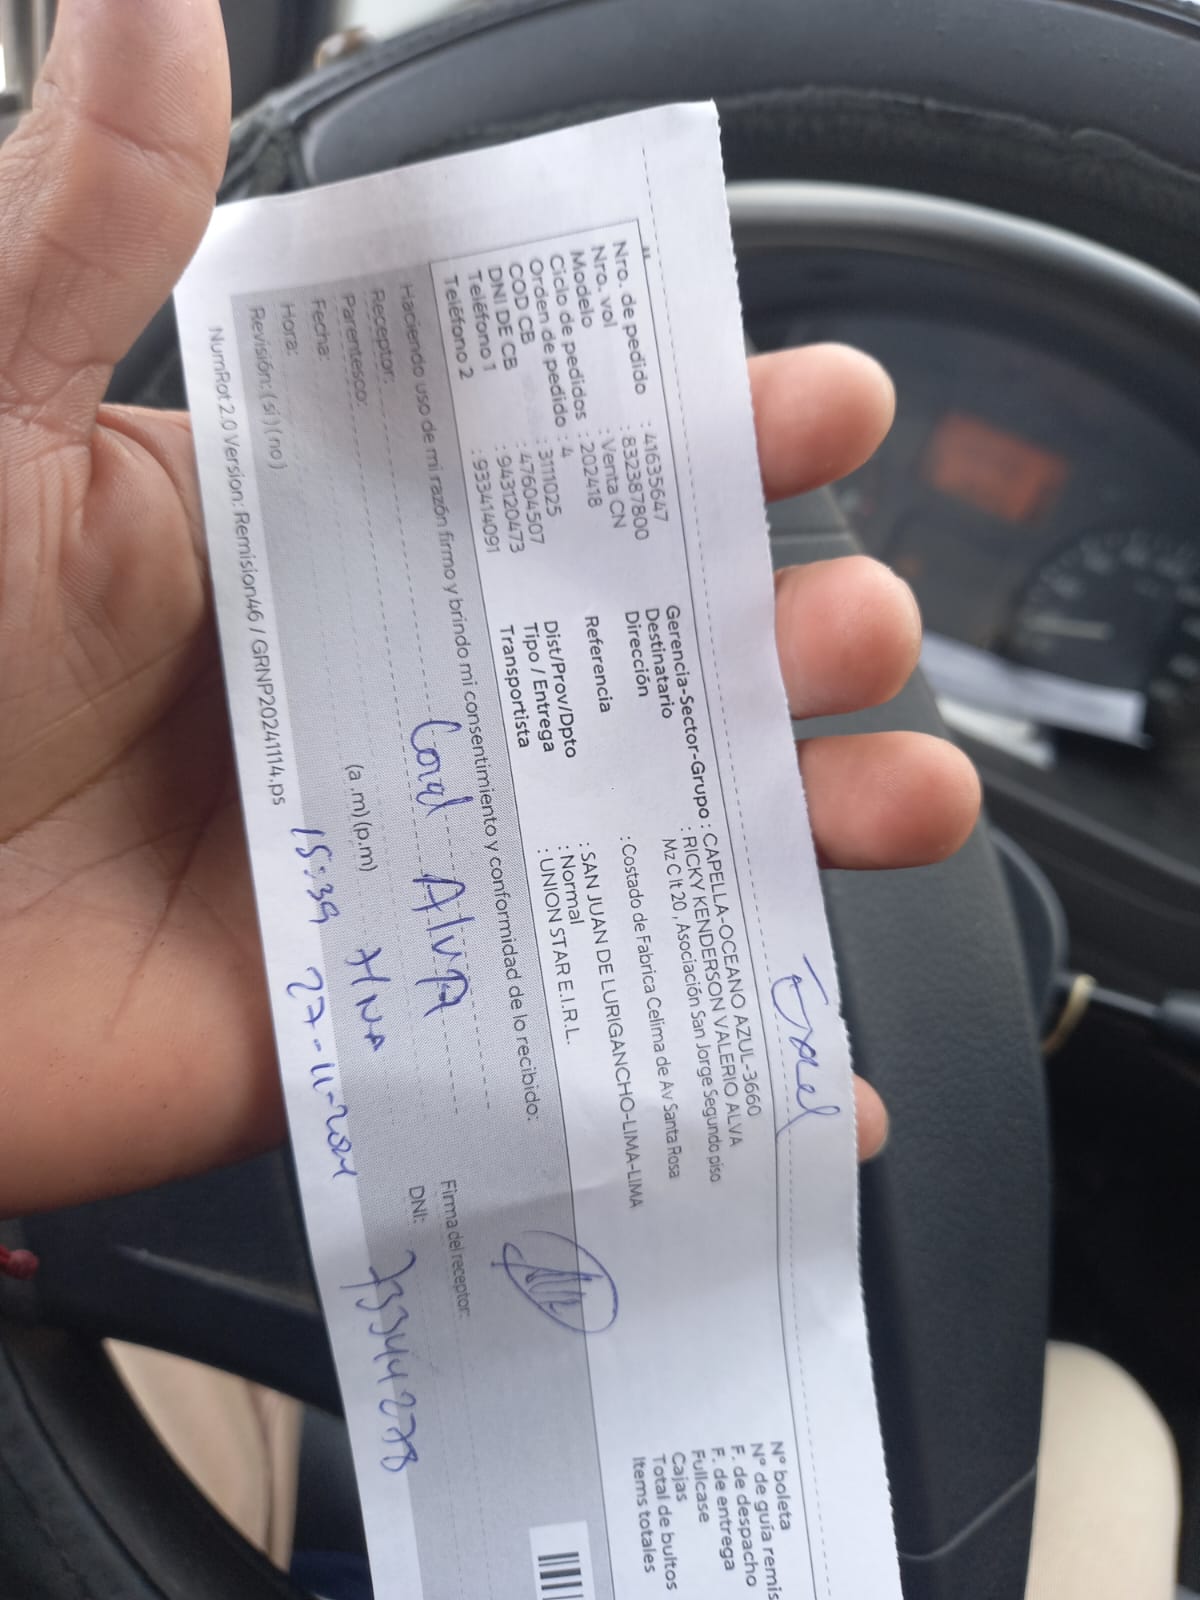 Excel
Nro. de pedido : 41635647
Nro. vol : 832387800
Modelo : Venta CN
Ciclo de pedidos : 202418
Orden de pedido : 4
COD CB : 3111025
DNI DE CB : 47604507
Teléfono 1 : 943120473
Teléfono 2 : 933414091
Gerencia-Sector-Grupo : CAPELLA-OCEANO AZUL-3660
Destinatario : RICKY KENDERSON VALERIO ALVA
Dirección Mz C lt 20 , Asociación San Jorge Segundo piso
Referencia : Costado de Fabrica Celima de Av Santa Rosa
Dist/Prov/Dpto : SAN JUAN DE LURIGANCHO-LIMA-LIMA
Tipo / Entrega : Normal
Transportista : UNION STAR E.I.R.L.
N° boleta
N° de guía remis
F. de despacho
F. de entrega
Fullcase
Cajas
Total de bultos
Items totales
Haciendo uso de mi razón firmo y brindo mi consentimiento y conformidad de lo recibido:
Receptor: Coral AlvA
Firma del receptor:
Parentesco: HNA
DNI: 73344278
Fecha: 27-11-2024
Hora: (a .m) (p.m) 15:39
Revisión: ( si ) ( no )
NumRot 2.0 Version: Remision46 / GRNP20241114.ps